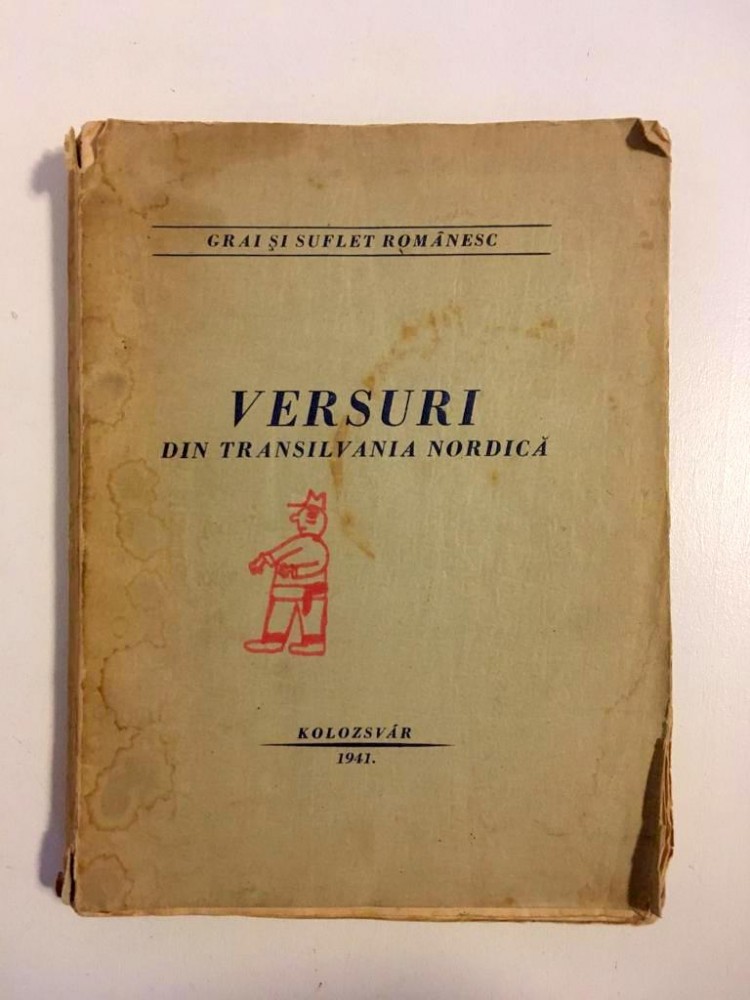 GRAI ȘI SUFLET ROMÂNESC
VERSURI
DIN TRANSILVANIA NORDICĂ
KOLOZSVÁR
1941.